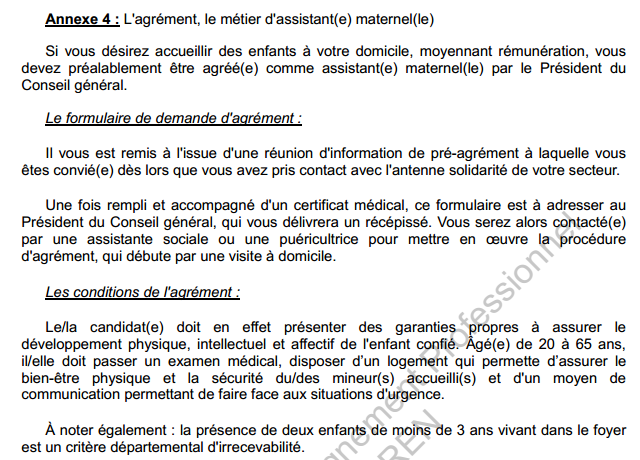 Annexe 4 : L'agrément, le métier d'assistant(e) maternel(le)
Si vous désirez accueillir des enfants à votre domicile, moyennant rémunération, vous
devez préalablement être agréé(e) comme assistant(e) maternel(le) par le Président du
Conseil général.
Le formulaire de demande d'agrément :
Il vous est remis à l'issue d'une réunion d'information de pré-agrément à laquelle vous
êtes convié(e) dès lors que vous avez pris contact avec l'antenne solidarité de votre secteur.
Une fois rempli et accompagné d'un certificat médical, ce formulaire est à adresser au
Président du Conseil général, qui vous délivrera un récépissé. Vous serez alors contacté(e)
par une assistante sociale ou une puéricultrice pour mettre en œuvre la procédure
d'agrément, qui débute par une visite à domicile.
Les conditions de l'agrément :
Le/la candidat(e) doit en effet présenter des garanties propres à assurer le
développement physique, intellectuel et affectif de l'enfant confié. Âgé(e) de 20 à 65 ans,
il/elle doit passer un examen médical, disposer d'un logement qui permette d'assurer le
bien-être physique et la sécurité du/des mineur(s) accueilli(s) et d'un moyen de
communication permettant de faire face aux situations d'urgence.
À noter également : la présence de deux enfants de moins de 3 ans vivant dans le foyer
est un critère départemental d'irrecevabilité.
gnement Professionnel
REN